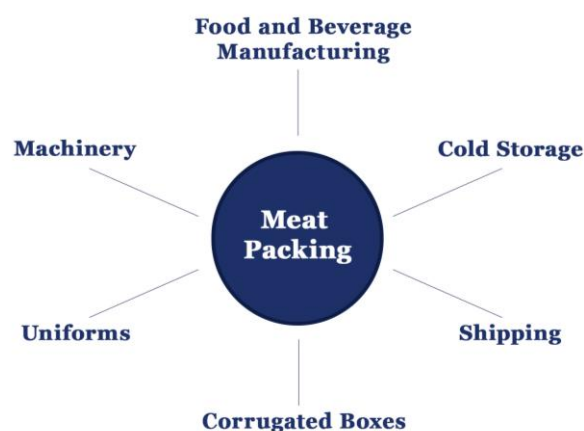 Food and Beverage
Manufacturing
Machinery
Cold Storage
Meat
Packing
Uniforms
Shipping
Corrugated Boxes